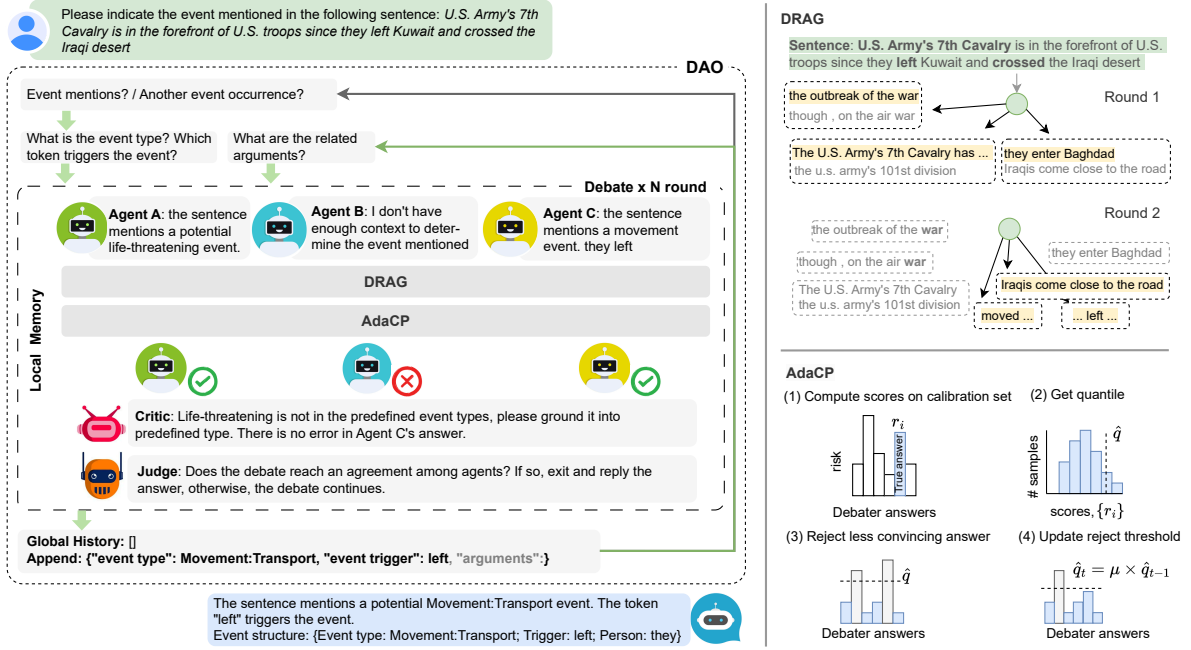 Please indicate the event mentioned in the following sentence: U.S. Army's 7th
Cavalry is in the forefront of U.S. troops since they left Kuwait and crossed the
Iraqi desert
DAO
Event mentions? / Another event occurrence?
What is the event type? Which
token triggers the event?
What are the related
arguments?
Debate x N round
Local Memory
Agent A: the sentence
mentions a potential
life-threatening event.
Agent B: I don't have
enough context to deter-
mine the event mentioned
Agent C: the sentence
mentions a movement
event. they left
DRAG
AdaCP
Critic: Life-threatening is not in the predefined event types, please ground it into
predefined type. There is no error in Agent C's answer.
Judge: Does the debate reach an agreement among agents? If so, exit and reply the
answer, otherwise, the debate continues.
Global History: []
Append: {"event type": Movement:Transport, "event trigger": left, "arguments":}
The sentence mentions a potential Movement:Transport event. The token
"left" triggers the event.
Event structure: {Event type: Movement:Transport; Trigger: left; Person: they}
DRAG
Sentence: U.S. Army's 7th Cavalry is in the forefront of U.S.
troops since they left Kuwait and crossed the Iraqi desert
Round 1
the outbreak of the war
though , on the air war
The U.S. Army's 7th Cavalry has ...
the u.s. army's 101st division
they enter Baghdad
Iraqis come close to the road
Round 2
the outbreak of the war
though , on the air war
The U.S. Army's 7th Cavalry
the u.s. army's 101st division
they enter Baghdad
Iraqis come close to the road
moved ...
... left ...
AdaCP
(1) Compute scores on calibration set
risk
r_i
True answer
Debater answers
(2) Get quantile
# samples
q̂
scores, {r_i}
(3) Reject less convincing answer
q̂
Debater answers
(4) Update reject threshold
q̂_t = μ × q̂_{t−1}
Debater answers